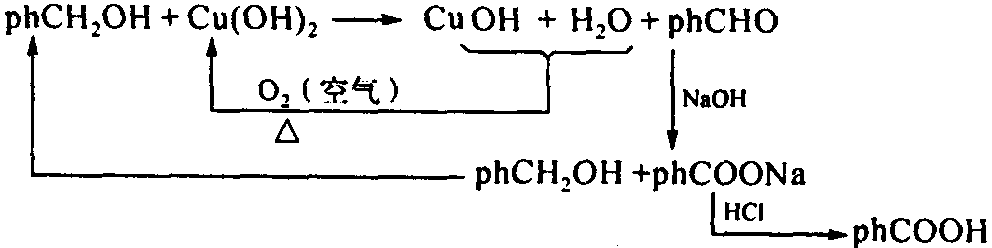 phCH₂OH + Cu(OH)₂ → CuOH + H₂O + phCHO
O₂ (空气)
△
NaOH
phCH₂OH + phCOONa
HCl
phCOOH